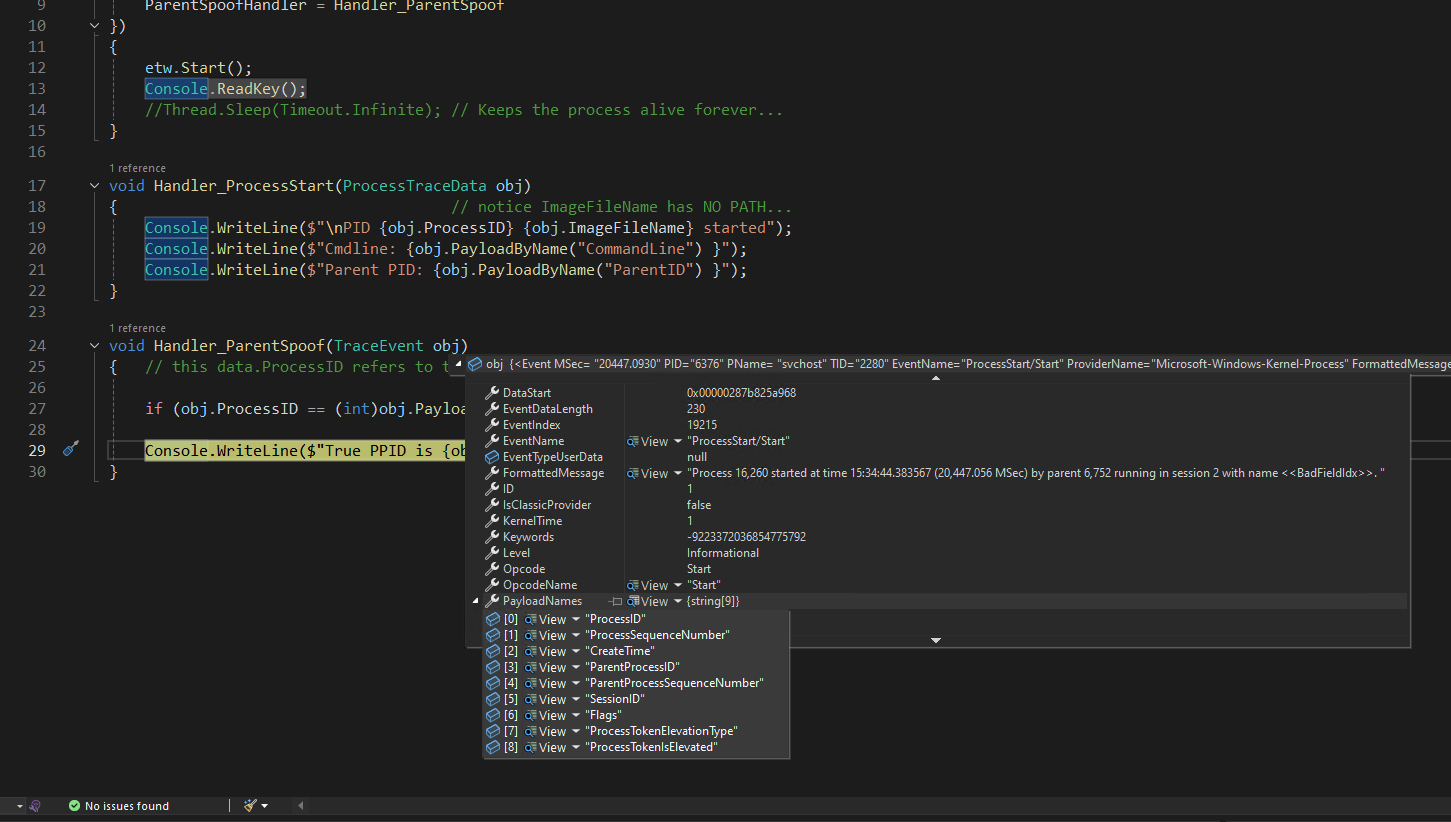 9 ParentSpoofHandler = Handler_ParentSpoof
10 })
11 {
12 etw.Start();
13 Console.ReadKey();
14 //Thread.Sleep(Timeout.Infinite); // Keeps the process alive forever...
15 }
16
1 reference
17 void Handler_ProcessStart(ProcessTraceData obj)
18 { // notice ImageFileName has NO PATH...
19 Console.WriteLine($"\nPID {obj.ProcessID} {obj.ImageFileName} started");
20 Console.WriteLine($"Cmdline: {obj.PayloadByName("CommandLine") }");
21 Console.WriteLine($"Parent PID: {obj.PayloadByName("ParentID") }");
22 }
23
1 reference
24 void Handler_ParentSpoof(TraceEvent obj)
25 { // this data.ProcessID refers to t
obj {<Event MSec= "20447.0930" PID="6376" PName= "svchost" TID="2280" EventName="ProcessStart/Start" ProviderName="Microsoft-Windows-Kernel-Process" FormattedMessage
26
27 if (obj.ProcessID == (int)obj.Paylo
28
29 Console.WriteLine($"True PPID is {ob
30 }
DataStart 0x00000287b825a968
EventDataLength 230
EventIndex 19215
EventName View "ProcessStart/Start"
EventTypeUserData null
FormattedMessage View "Process 16,260 started at time 15:34:44.383567 (20,447.056 MSec) by parent 6,752 running in session 2 with name <<BadFieldIdx>>. "
ID 1
IsClassicProvider false
KernelTime 1
Keywords -9223372036854775792
Level Informational
Opcode Start
OpcodeName View "Start"
PayloadNames View {string[9]}
[0] View "ProcessID"
[1] View "ProcessSequenceNumber"
[2] View "CreateTime"
[3] View "ParentProcessID"
[4] View "ParentProcessSequenceNumber"
[5] View "SessionID"
[6] View "Flags"
[7] View "ProcessTokenElevationType"
[8] View "ProcessTokenIsElevated"
No issues found